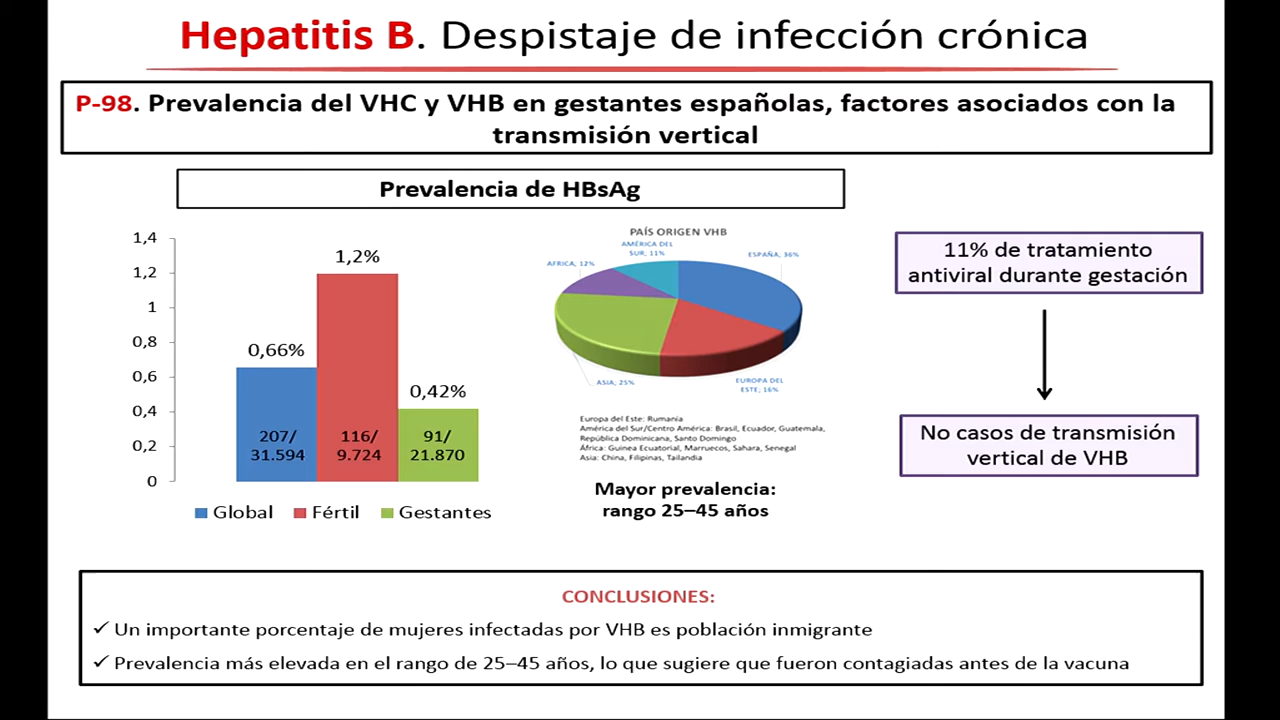 Hepatitis B. Despistaje de infección crónica
P-98. Prevalencia del VHC y VHB en gestantes españolas, factores asociados con la
transmisión vertical
Prevalencia de HBsAg
1,4
1,2
1
0,8
0,6
0,4
0,2
0
0,66%
1,2%
0,42%
207/
31.594
116/
9.724
91/
21.870
Global
Fértil
Gestantes
PAÍS ORIGEN VHB
AMÉRICA DEL
SUR; 11%
ESPAÑA; 36%
AFRICA; 12%
ASIA; 25%
EUROPA DEL
ESTE; 16%
Europa del Este: Rumania
América del Sur/Centro América: Brasil, Ecuador, Guatemala,
República Dominicana, Santo Domingo
África: Guinea Ecuatorial, Marruecos, Sahara, Senegal
Asia: China, Filipinas, Tailandia
Mayor prevalencia:
rango 25–45 años
11% de tratamiento
antiviral durante gestación
No casos de transmisión
vertical de VHB
CONCLUSIONES:
✓ Un importante porcentaje de mujeres infectadas por VHB es población inmigrante
✓ Prevalencia más elevada en el rango de 25–45 años, lo que sugiere que fueron contagiadas antes de la vacuna